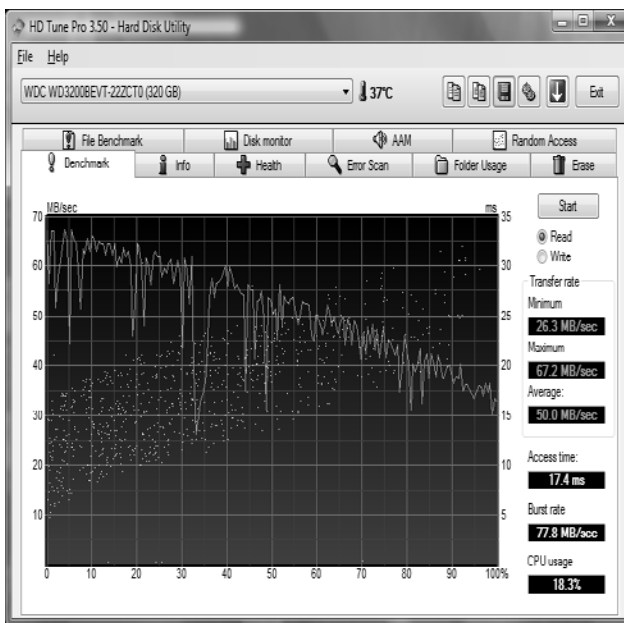 HD Tune Pro 3.50 - Hard Disk Utility
File Help
WDC WD3200BEVT-22ZCT0 (320 GB)
37°C
Exit
File Benchmark Disk monitor AAM Random Access
Benchmark Info Health Error Scan Folder Usage Erase
MB/sec
ms
70
60
50
40
30
20
10
35
30
25
20
15
10
5
0 10 20 30 40 50 60 70 80 90 100%
Start
Read
Write
Transfer rate
Minimum
26.3 MB/sec
Maximum
67.2 MB/sec
Average:
50.0 MB/sec
Access time:
17.4 ms
Burst rate
77.8 MB/sec
CPU usage
18.3%